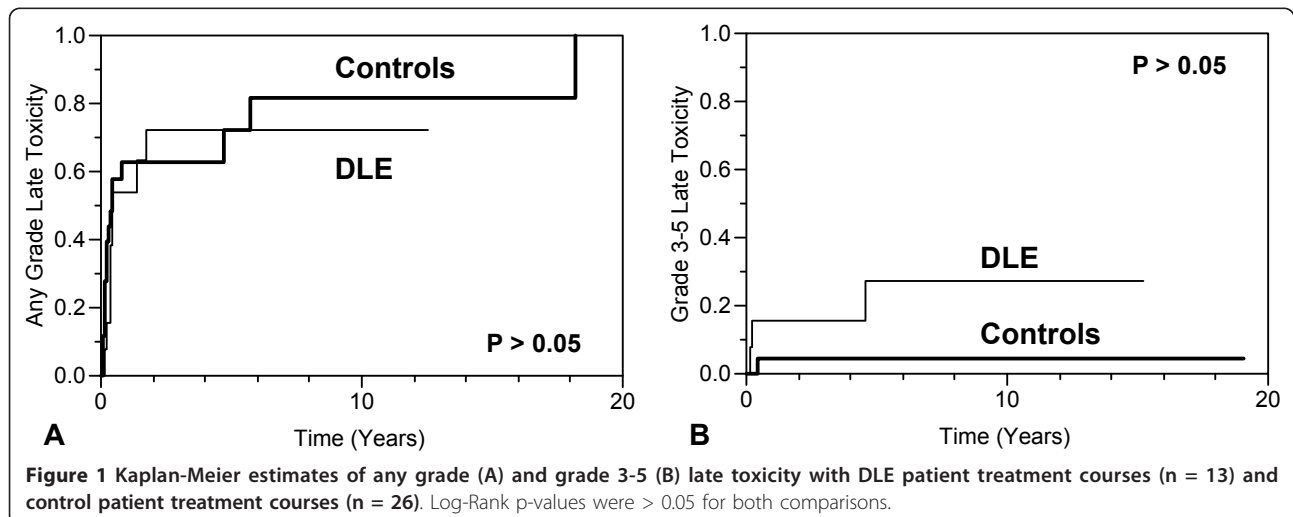 1.0
0.8
0.6
0.4
0.2
0.0
Any Grade Late Toxicity
Controls
DLE
P > 0.05
0
10
20
Time (Years)
A
1.0
0.8
0.6
0.4
0.2
0.0
Grade 3-5 Late Toxicity
P > 0.05
DLE
Controls
0
10
20
Time (Years)
B
Figure 1 Kaplan-Meier estimates of any grade (A) and grade 3-5 (B) late toxicity with DLE patient treatment courses (n = 13) and
control patient treatment courses (n = 26). Log-Rank p-values were > 0.05 for both comparisons.